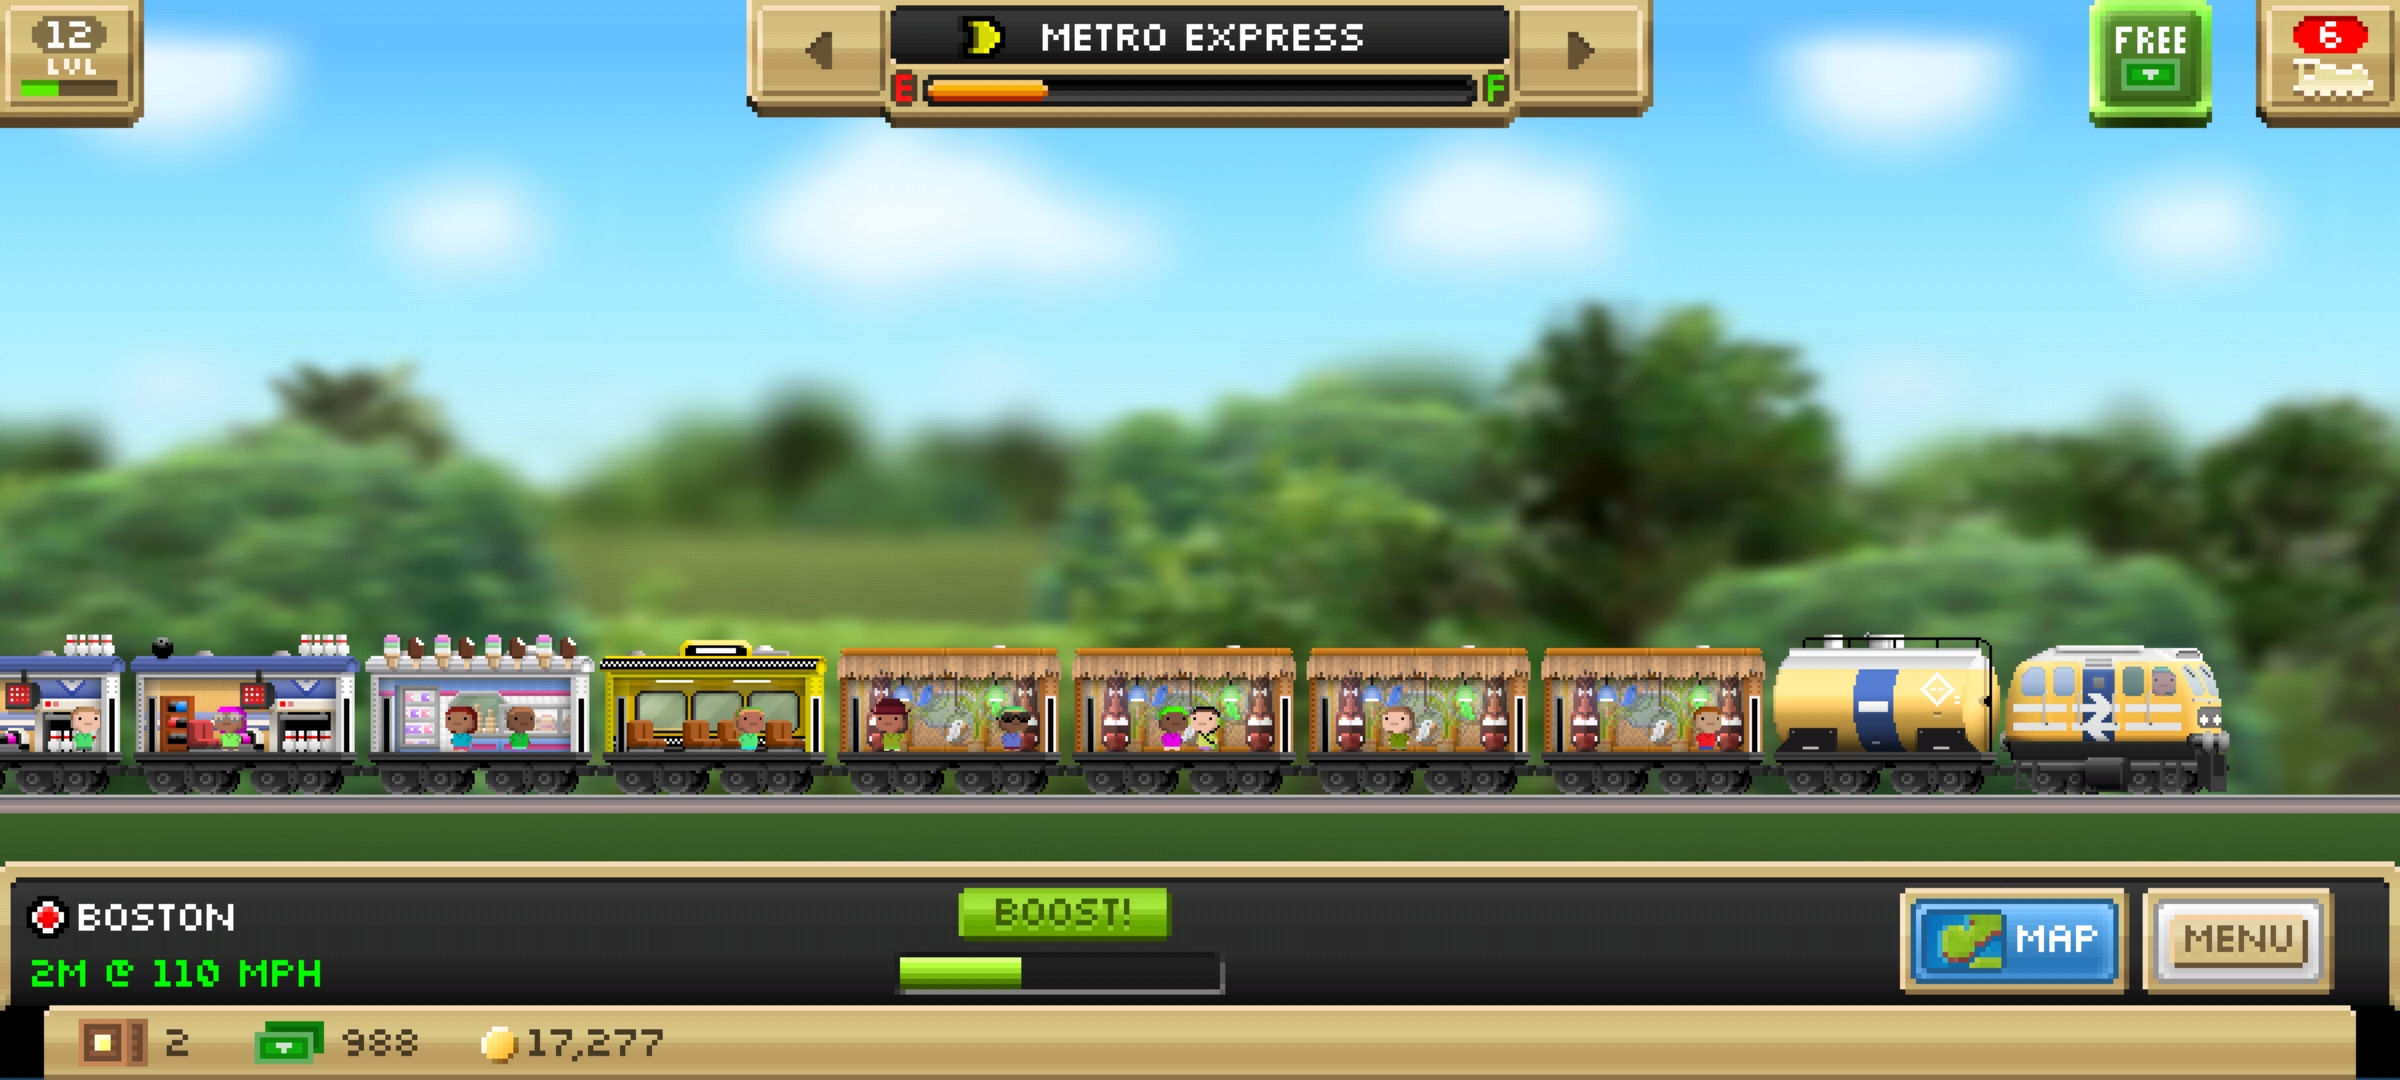 12
LVL
METRO EXPRESS
E F
FREE
6
BOSTON
2M @ 110 MPH
BOOST!
MAP
MENU
2
988
17,277